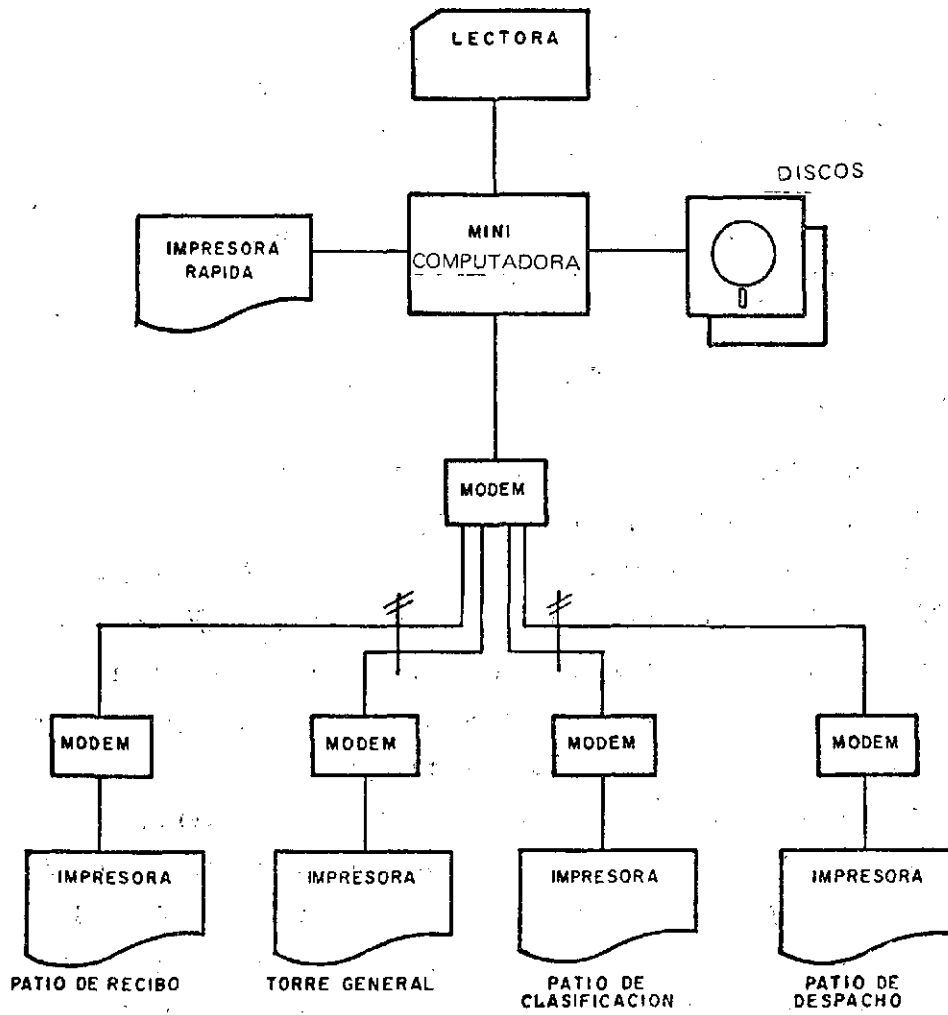 LECTORA
DISCOS
IMPRESORA
RAPIDA
MINI
COMPUTADORA
MODEM
MODEM
MODEM
MODEM
MODEM
IMPRESORA
IMPRESORA
IMPRESORA
IMPRESORA
PATIO DE RECIBO
TORRE GENERAL
PATIO DE
CLASIFICACION
PATIO DE
DESPACHO